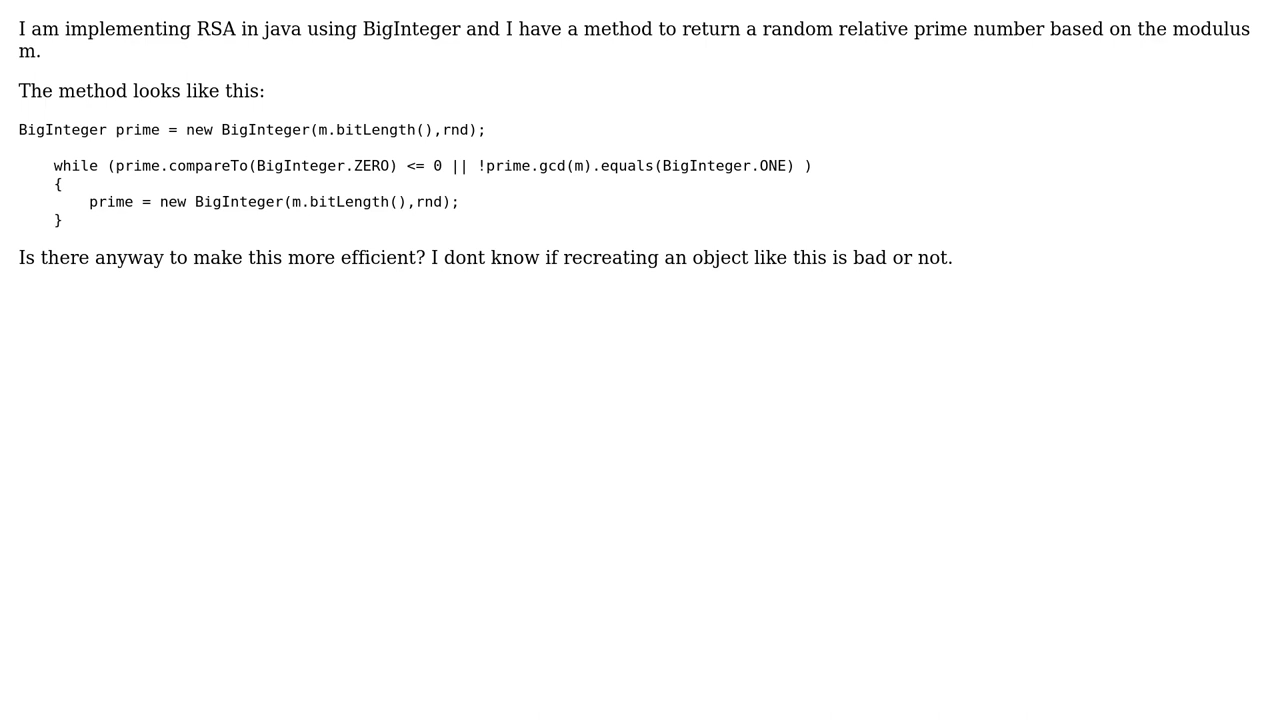 I am implementing RSA in java using BigInteger and I have a method to return a random relative prime number based on the modulus
m.
The method looks like this:
BigInteger prime = new BigInteger(m.bitLength(),rnd);
    while (prime.compareTo(BigInteger.ZERO) <= 0 || !prime.gcd(m).equals(BigInteger.ONE) )
    {
        prime = new BigInteger(m.bitLength(),rnd);
    }
Is there anyway to make this more efficient? I dont know if recreating an object like this is bad or not.